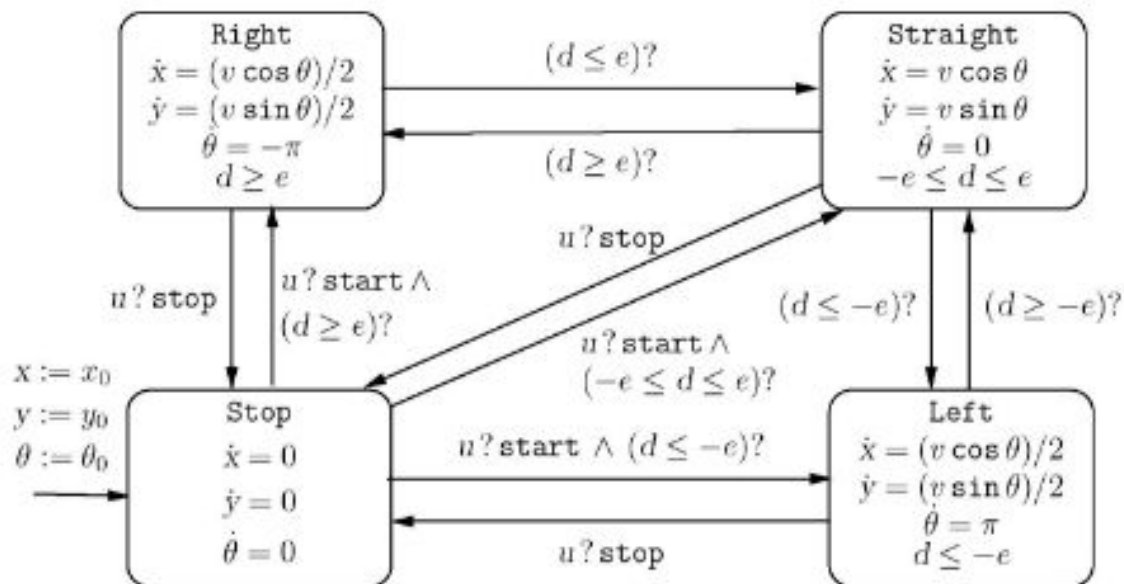 Right
ẋ = (v cos θ)/2
ẏ = (v sin θ)/2
θ̇ = −π
d ≥ e
(d ≤ e)?
(d ≥ e)?
Straight
ẋ = v cos θ
ẏ = v sin θ
θ̇ = 0
−e ≤ d ≤ e
u?stop
u?start ∧
(d ≥ e)?
u?stop
u?start ∧
(−e ≤ d ≤ e)?
(d ≤ −e)?
(d ≥ −e)?
x := x₀
y := y₀
θ := θ₀
Stop
ẋ = 0
ẏ = 0
θ̇ = 0
u?start ∧ (d ≤ −e)?
u?stop
Left
ẋ = (v cos θ)/2
ẏ = (v sin θ)/2
θ̇ = π
d ≤ −e